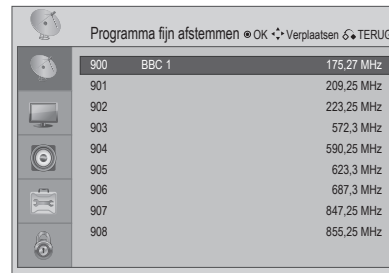 Programma fijn afstemmen OK Verplaatsen TERUG
900 BBC 1 175,27 MHz
901 209,25 MHz
902 223,25 MHz
903 572,3 MHz
904 590,25 MHz
905 623,3 MHz
906 687,3 MHz
907 847,25 MHz
908 855,25 MHz